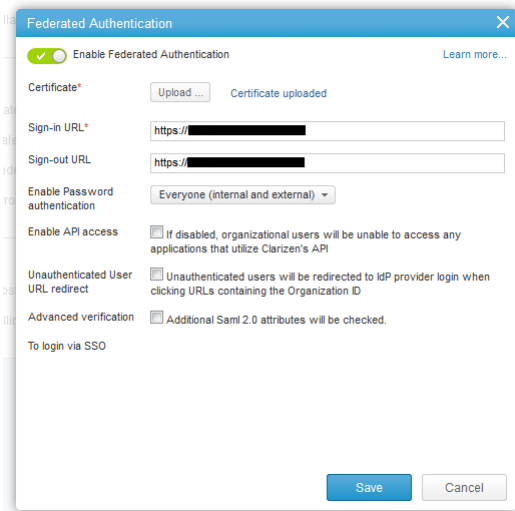 Federated Authentication
Enable Federated Authentication
Learn more...
Certificate*
Upload ...
Certificate uploaded
Sign-in URL*
https://
Sign-out URL
https://
Enable Password
authentication
Everyone (internal and external)
Enable API access
If disabled, organizational users will be unable to access any
applications that utilize Clarizen's API
Unauthenticated User
URL redirect
Unauthenticated users will be redirected to IdP provider login when
clicking URLs containing the Organization ID
Advanced verification
Additional Saml 2.0 attributes will be checked.
To login via SSO
Save
Cancel